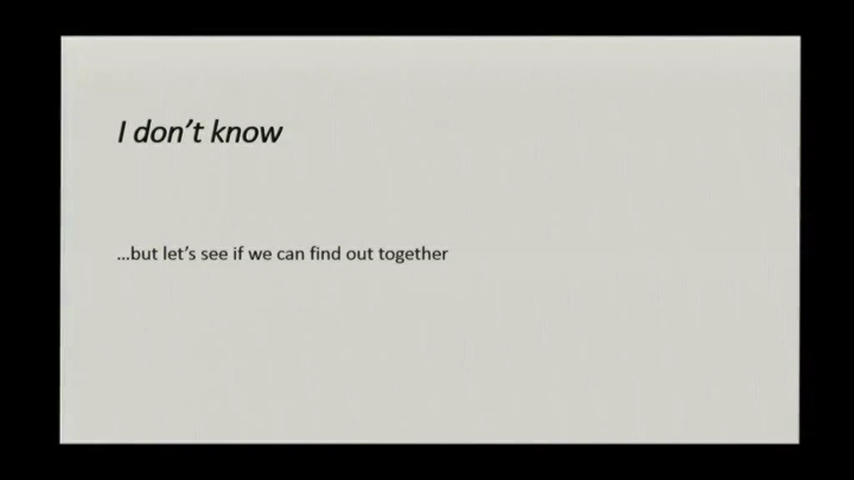 I don’t know
…but let’s see if we can find out together